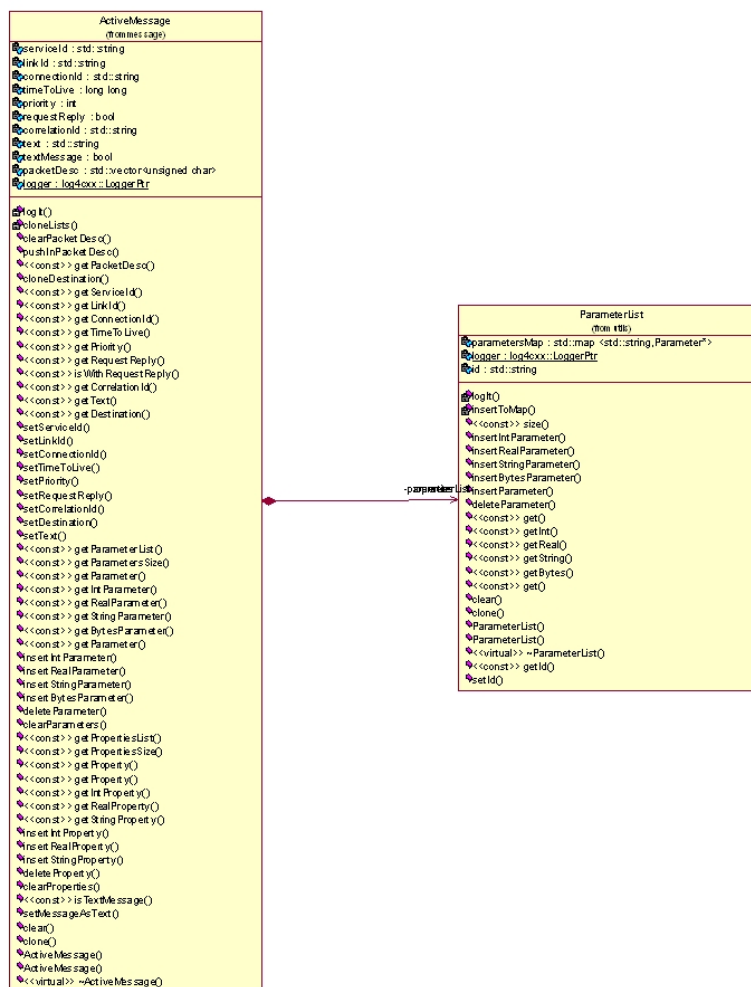 ActiveMessage
(from message)
serviceId : std::string
linkId : std::string
connectionId : std::string
timeToLive : long long
priority : int
requestReply : bool
correlationId : std::string
text : std::string
textMessage : bool
packetDesc : std::vector<unsigned char>
logger : log4cxx::LoggerPtr
logIt()
cloneLists()
clearPacketDesc()
pushInPacketDesc()
<<const>> getPacketDesc()
cloneDestination()
<<const>> getServiceId()
<<const>> getLinkId()
<<const>> getConnectionId()
<<const>> getTimeToLive()
<<const>> getPriority()
<<const>> getRequestReply()
<<const>> isWithRequestReply()
<<const>> getCorrelationId()
<<const>> getText()
<<const>> getDestination()
setServiceId()
setLinkId()
setConnectionId()
setTimeToLive()
setPriority()
setRequestReply()
setCorrelationId()
setDestination()
setText()
<<const>> getParameterList()
<<const>> getParametersSize()
<<const>> getParameter()
<<const>> getIntParameter()
<<const>> getRealParameter()
<<const>> getStringParameter()
<<const>> getBytesParameter()
<<const>> getParameter()
insertIntParameter()
insertRealParameter()
insertStringParameter()
insertBytesParameter()
deleteParameter()
clearParameters()
<<const>> getPropertiesList()
<<const>> getPropertiesSize()
<<const>> getProperty()
<<const>> getProperty()
<<const>> getIntProperty()
<<const>> getRealProperty()
<<const>> getStringProperty()
insertIntProperty()
insertRealProperty()
insertStringProperty()
deleteProperty()
clearProperties()
<<const>> isTextMessage()
setMessageAsText()
clear()
clone()
ActiveMessage()
ActiveMessage()
<<virtual>> ~ActiveMessage()
ParameterList
(from utils)
parametersMap : std::map <std::string,Parameter*>
logger : log4cxx::LoggerPtr
id : std::string
logIt()
insertToMap()
<<const>> size()
insertIntParameter()
insertRealParameter()
insertStringParameter()
insertBytesParameter()
insertParameter()
deleteParameter()
<<const>> get()
<<const>> getInt()
<<const>> getReal()
<<const>> getString()
<<const>> getBytes()
<<const>> get()
clear()
clone()
ParameterList()
ParameterList()
<<virtual>> ~ParameterList()
<<const>> getId()
setId()